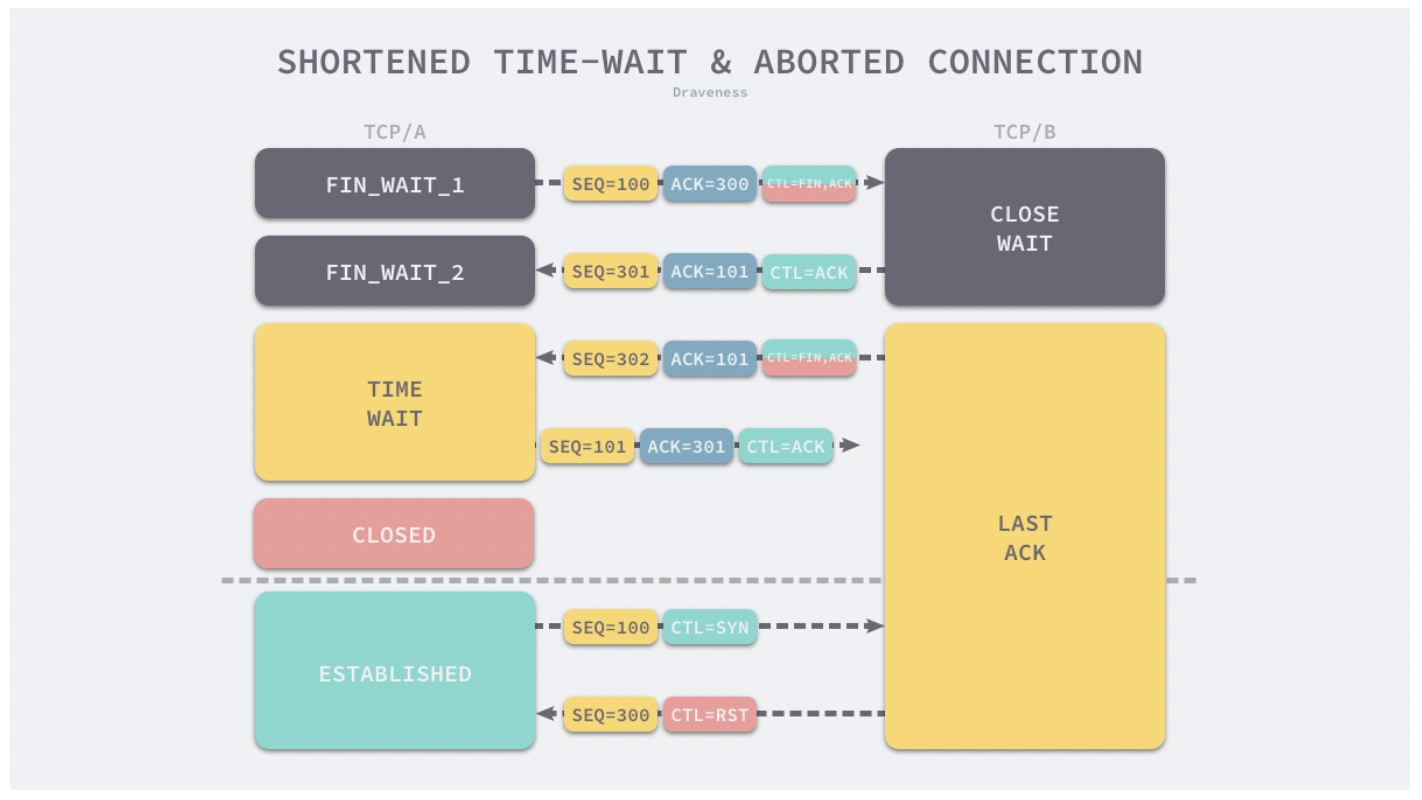 SHORTENED TIME-WAIT & ABORTED CONNECTION
Draveness
TCP/A
TCP/B
FIN_WAIT_1
SEQ=100
ACK=300
CTL=FIN,ACK
CLOSE
WAIT
FIN_WAIT_2
SEQ=301
ACK=101
CTL=ACK
TIME
WAIT
SEQ=302
ACK=101
CTL=FIN,ACK
SEQ=101
ACK=301
CTL=ACK
LAST
ACK
CLOSED
ESTABLISHED
SEQ=100
CTL=SYN
SEQ=300
CTL=RST